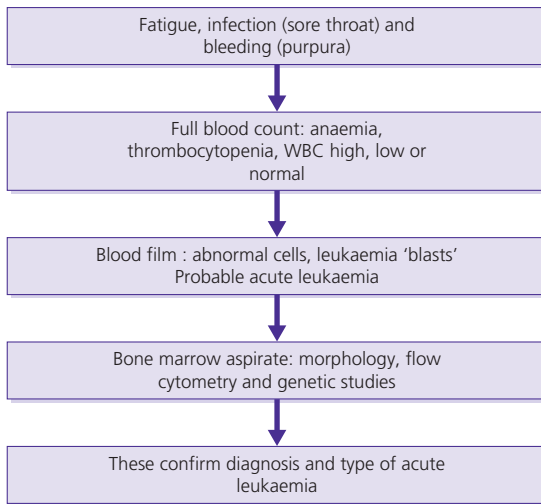 Fatigue, infection (sore throat) and
bleeding (purpura)
Full blood count: anaemia,
thrombocytopenia, WBC high, low or
normal
Blood film : abnormal cells, leukaemia ‘blasts’
Probable acute leukaemia
Bone marrow aspirate: morphology, flow
cytometry and genetic studies
These confirm diagnosis and type of acute
leukaemia